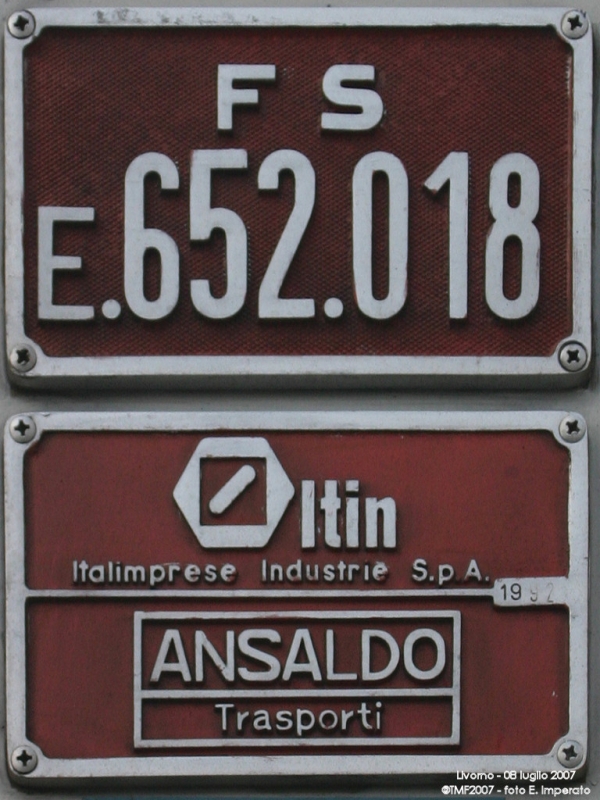 FS
E.652.018
Itin
Italimprese Industrie S.p.A.
1992
ANSALDO
Trasporti
Livorno - 08 luglio 2007
©TMF2007 - foto E. Imperato